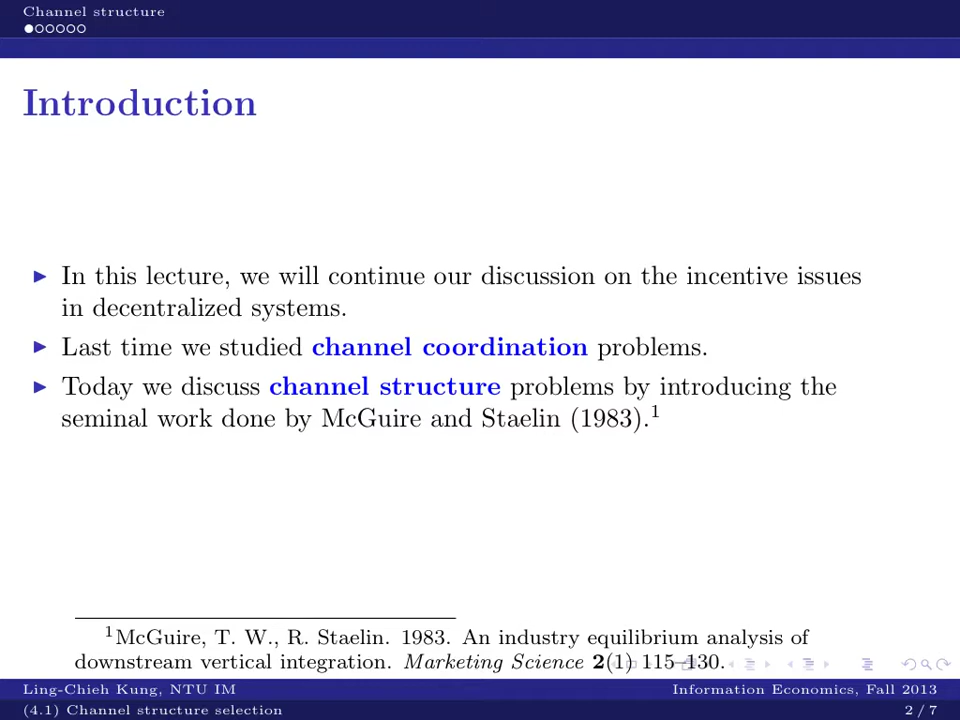 Channel structure
Introduction
In this lecture, we will continue our discussion on the incentive issues
in decentralized systems.
Last time we studied channel coordination problems.
Today we discuss channel structure problems by introducing the
seminal work done by McGuire and Staelin (1983).¹
¹McGuire, T. W., R. Staelin. 1983. An industry equilibrium analysis of
downstream vertical integration. Marketing Science 2(1) 115–130.
Ling-Chieh Kung, NTU IM
Information Economics, Fall 2013
(4.1) Channel structure selection
2 / 7